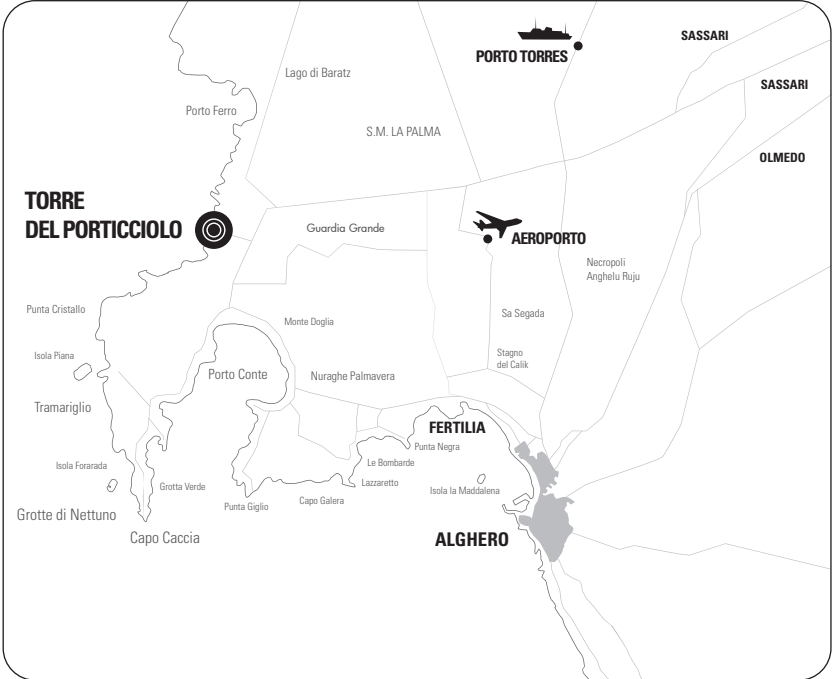 PORTO TORRES
SASSARI
Lago di Baratz
SASSARI
Porto Ferro
S.M. LA PALMA
OLMEDO
TORRE
DEL PORTICCIOLO
Guardia Grande
AEROPORTO
Necropoli
Anghelu Ruju
Punta Cristallo
Monte Doglia
Sa Segada
Isola Piana
Stagno
del Calik
Porto Conte
Nuraghe Palmavera
Tramariglio
FERTILIA
Punta Negra
Isola Forarada
Le Bombarde
Grotta Verde
Lazzaretto
Isola la Maddalena
Punta Giglio
Capo Galera
Grotte di Nettuno
Capo Caccia
ALGHERO